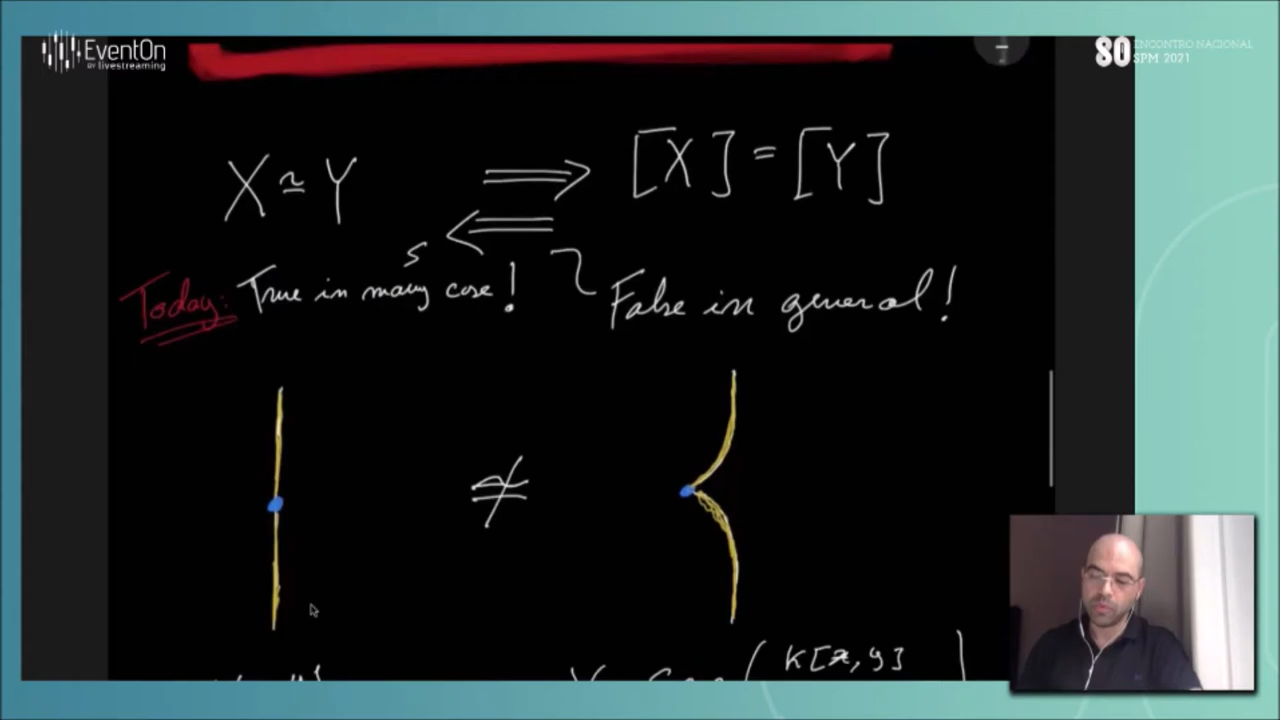 EventOn
BY livestreaming
80
ENCONTRO NACIONAL
SPM 2021
X ≃ Y ⟹ [X] = [Y]
⟸
s
Today: True in many case! False in general!
≄
K[x,y]